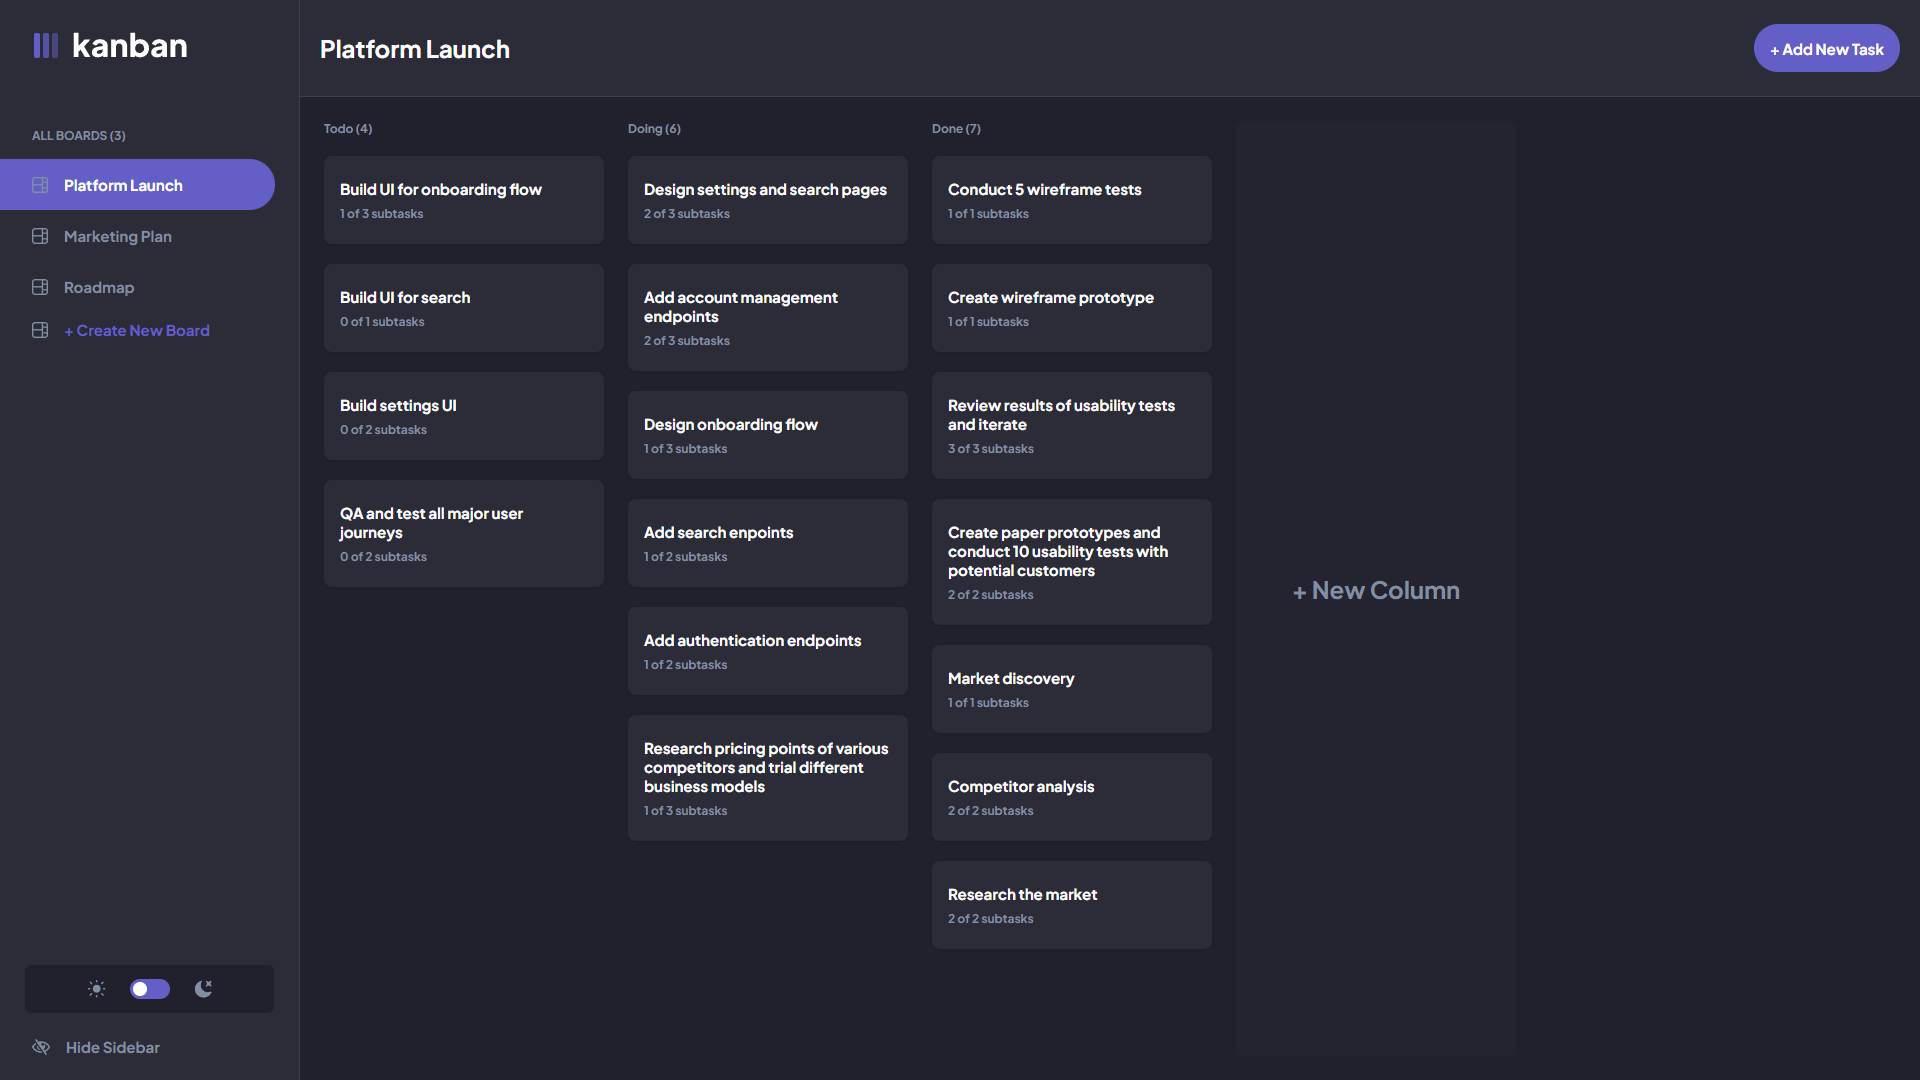 kanban
Platform Launch
+ Add New Task
ALL BOARDS (3)
Platform Launch
Marketing Plan
Roadmap
+ Create New Board
Todo (4)
Build UI for onboarding flow
1 of 3 subtasks
Build UI for search
0 of 1 subtasks
Build settings UI
0 of 2 subtasks
QA and test all major user
journeys
0 of 2 subtasks
Doing (6)
Design settings and search pages
2 of 3 subtasks
Add account management
endpoints
2 of 3 subtasks
Design onboarding flow
1 of 3 subtasks
Add search enpoints
1 of 2 subtasks
Add authentication endpoints
1 of 2 subtasks
Research pricing points of various
competitors and trial different
business models
1 of 3 subtasks
Done (7)
Conduct 5 wireframe tests
1 of 1 subtasks
Create wireframe prototype
1 of 1 subtasks
Review results of usability tests
and iterate
3 of 3 subtasks
Create paper prototypes and
conduct 10 usability tests with
potential customers
2 of 2 subtasks
Market discovery
1 of 1 subtasks
Competitor analysis
2 of 2 subtasks
Research the market
2 of 2 subtasks
+ New Column
Hide Sidebar